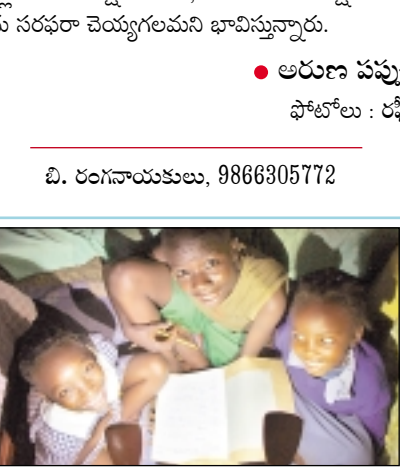 సరఫరా చెయ్యగలమని భావిస్తున్నారు.
● అరుణ పప్పు
ఫోటోలు :
బి. రంగనాయకులు, 9866305772